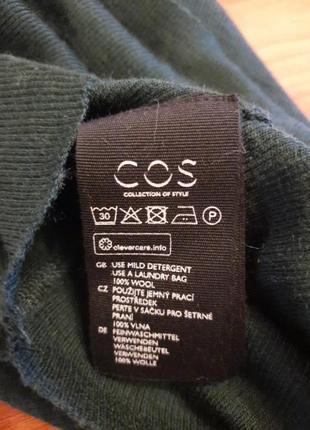 COS
COLLECTION OF STYLE
30 P
clevercare.info
GB USE MILD DETERGENT
USE A LAUNDRY BAG
100% WOOL
CZ POUŽIJTE JEMNÝ PRACÍ
PROSTŘEDEK
PERTE V SÁČKU PRO ŠETRNÉ
PRANÍ
100% VLNA
DE FEINWASCHMITTEL
VERWENDEN
WÄSCHEBEUTEL
VERWENDEN
100% WOLLE